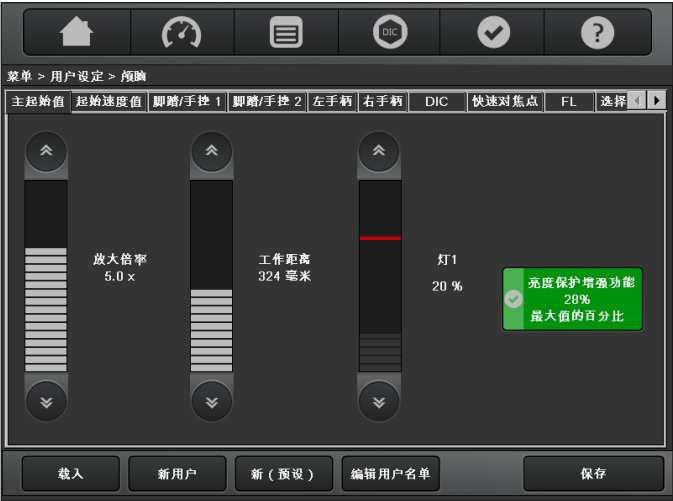 DIC
?
菜单 > 用户设定 > 颅脑
主起始值 起始速度值 脚踏/手控 1 脚踏/手控 2 左手柄 右手柄 DIC 快速对焦点 FL 选择
放大倍率
5.0 x
工作距离
324 毫米
灯1
20 %
亮度保护增强功能
28%
最大值的百分比
载入 新用户 新 ( 预设 ) 编辑用户名单 保存